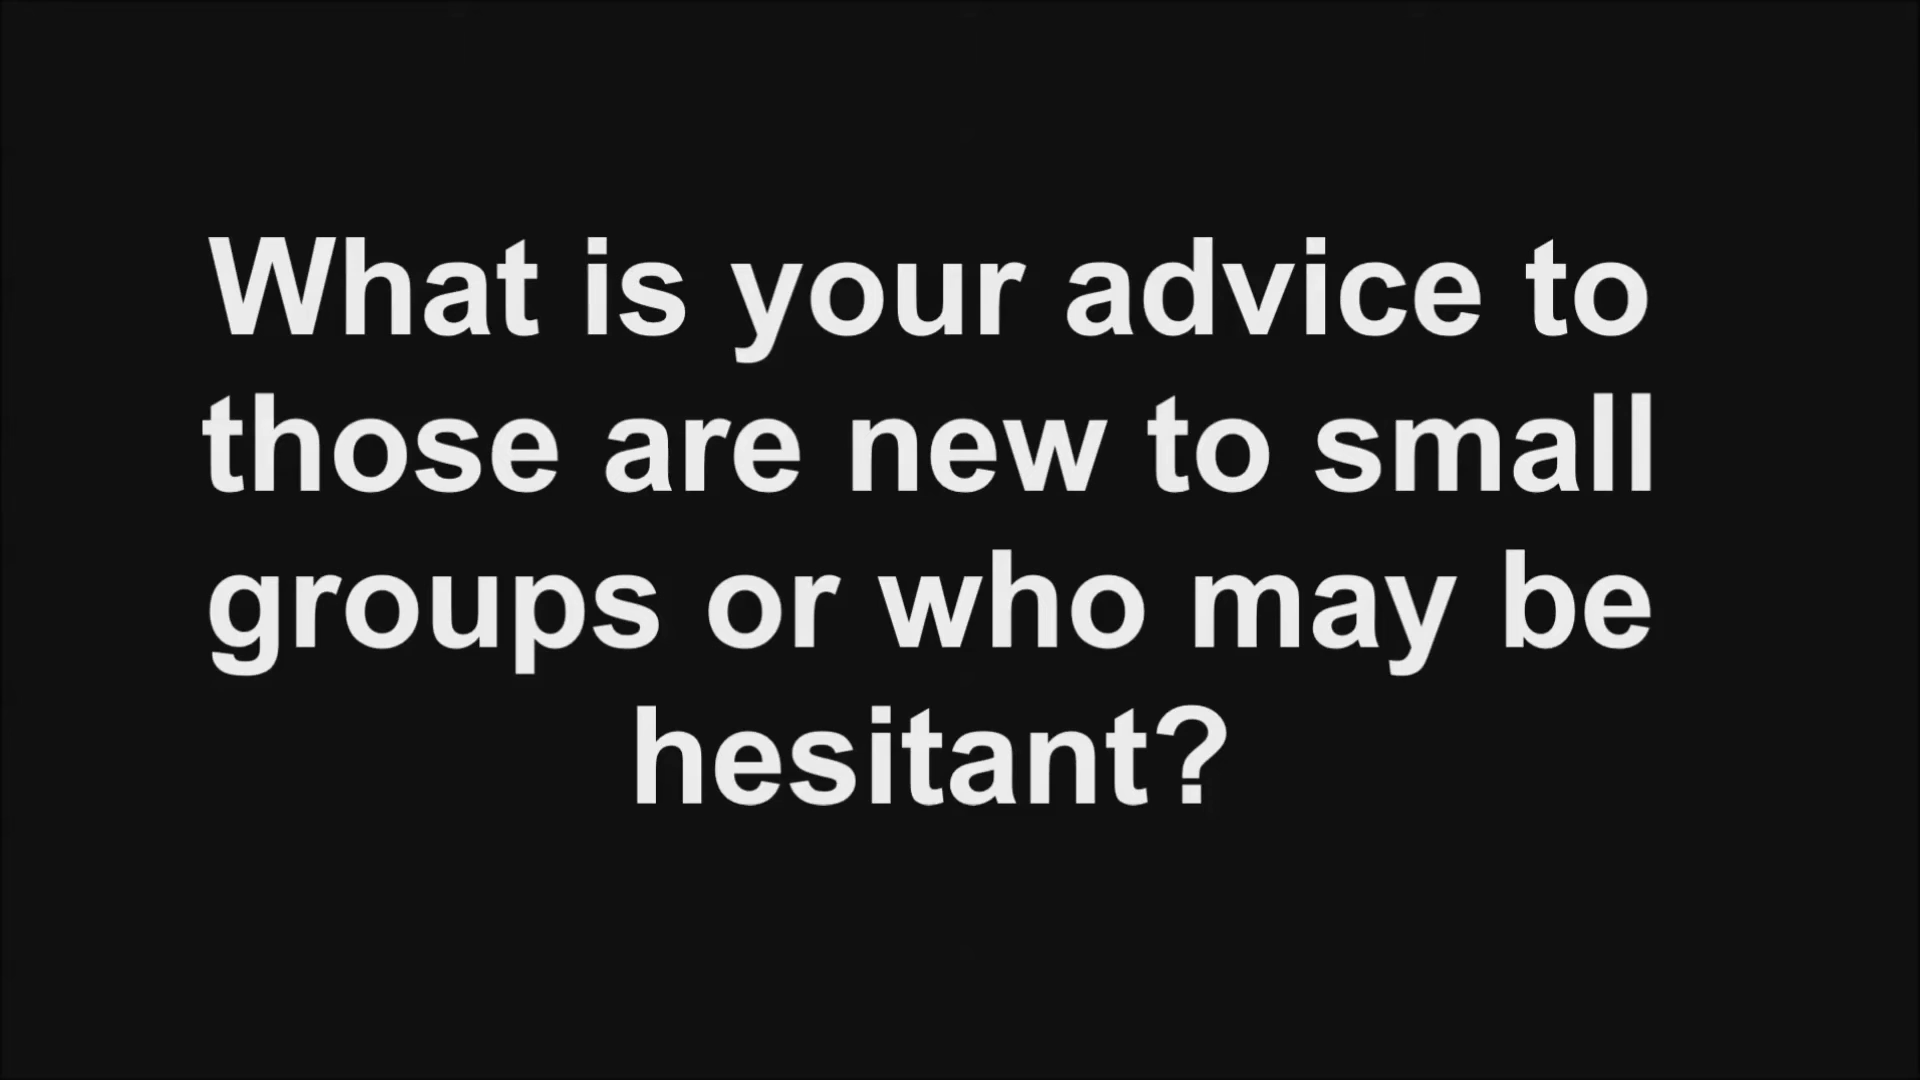 What is your advice to
those are new to small
groups or who may be
hesitant?